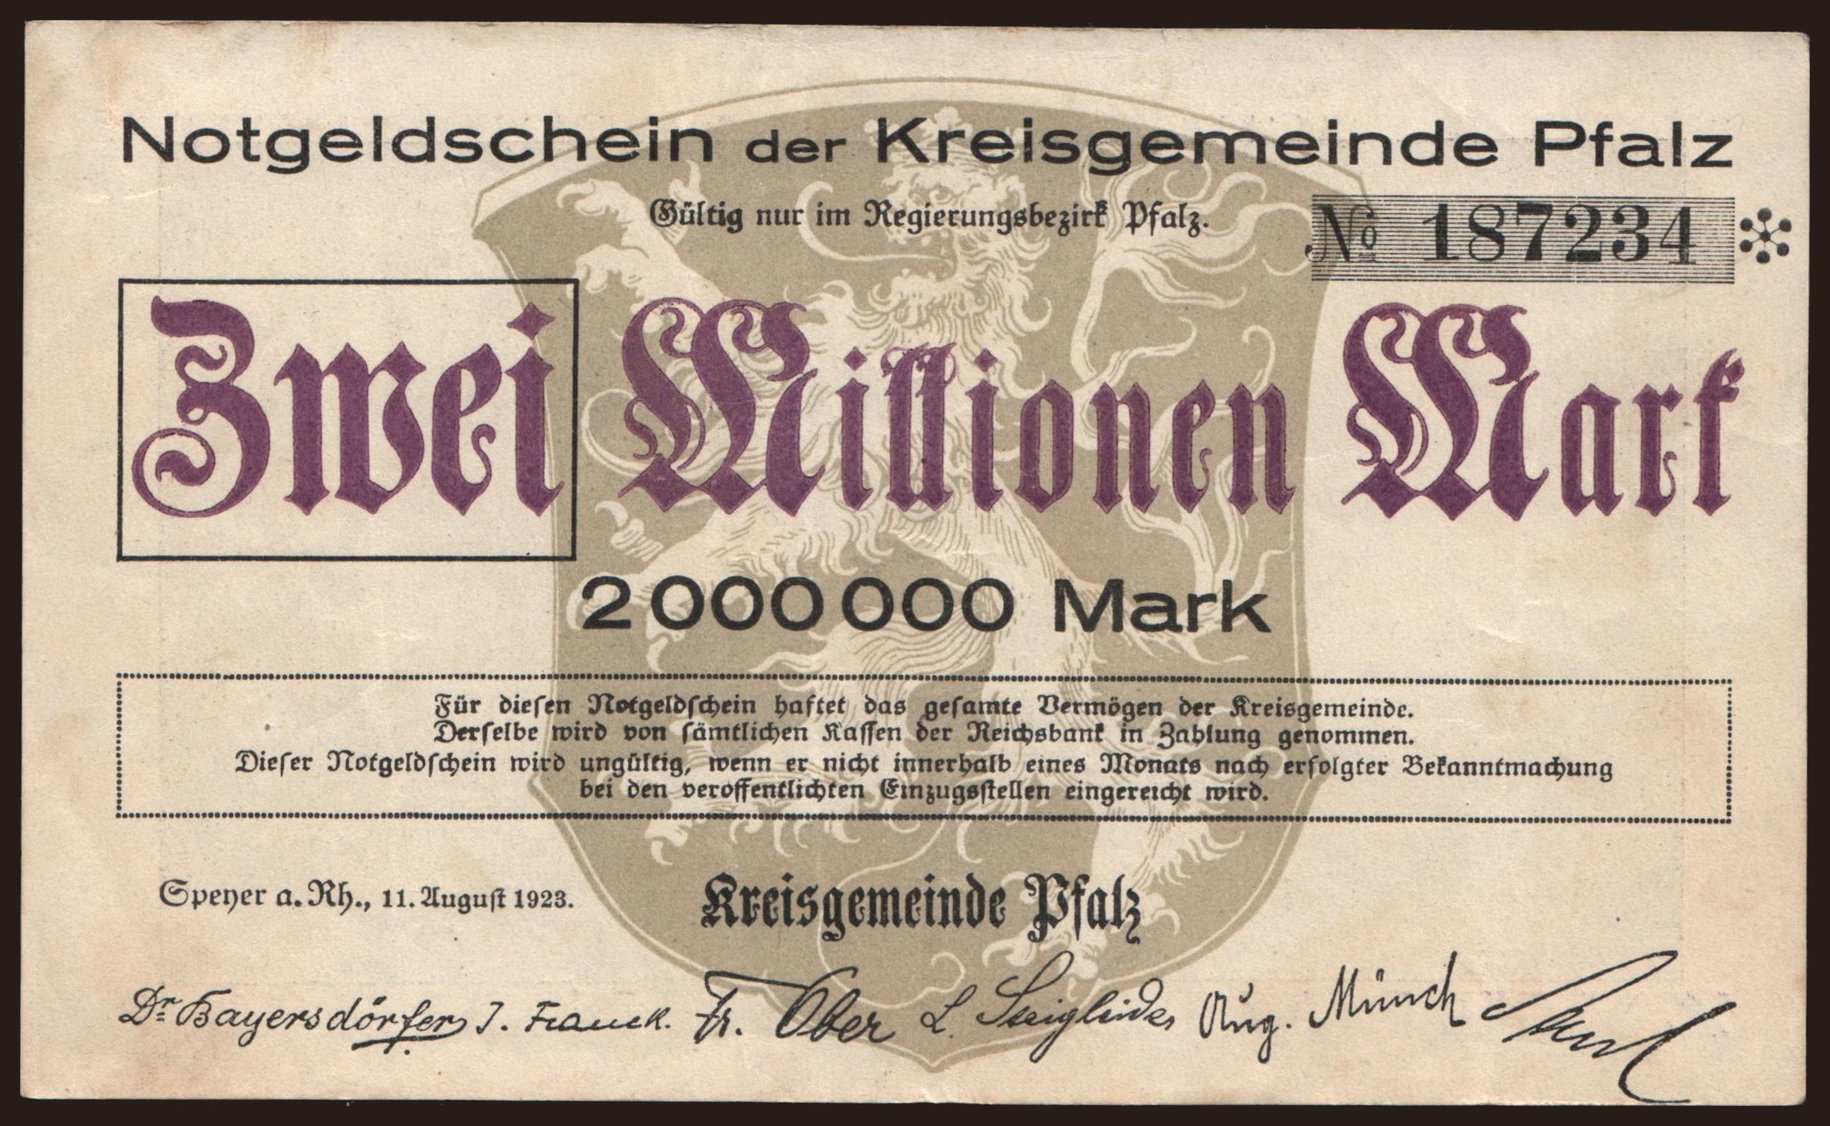 Notgeldschein der Kreisgemeinde Pfalz
Gültig nur im Regierungsbezirk Pfalz.
№ 187234
Zwei Millionen Mark
2000000 Mark
Für diesen Notgeldschein haftet das gesamte Vermögen der Kreisgemeinde.
Derselbe wird von sämtlichen Kassen der Reichsbank in Zahlung genommen.
Dieser Notgeldschein wird ungültig, wenn er nicht innerhalb eines Monats nach erfolgter Bekanntmachung
bei den veröffentlichten Einzugsstellen eingereicht wird.
Speyer a. Rh., 11. August 1923.
Kreisgemeinde Pfalz
Dr. Bayersdörfer J. Franck. Fr. Ober L. Aug. Münch